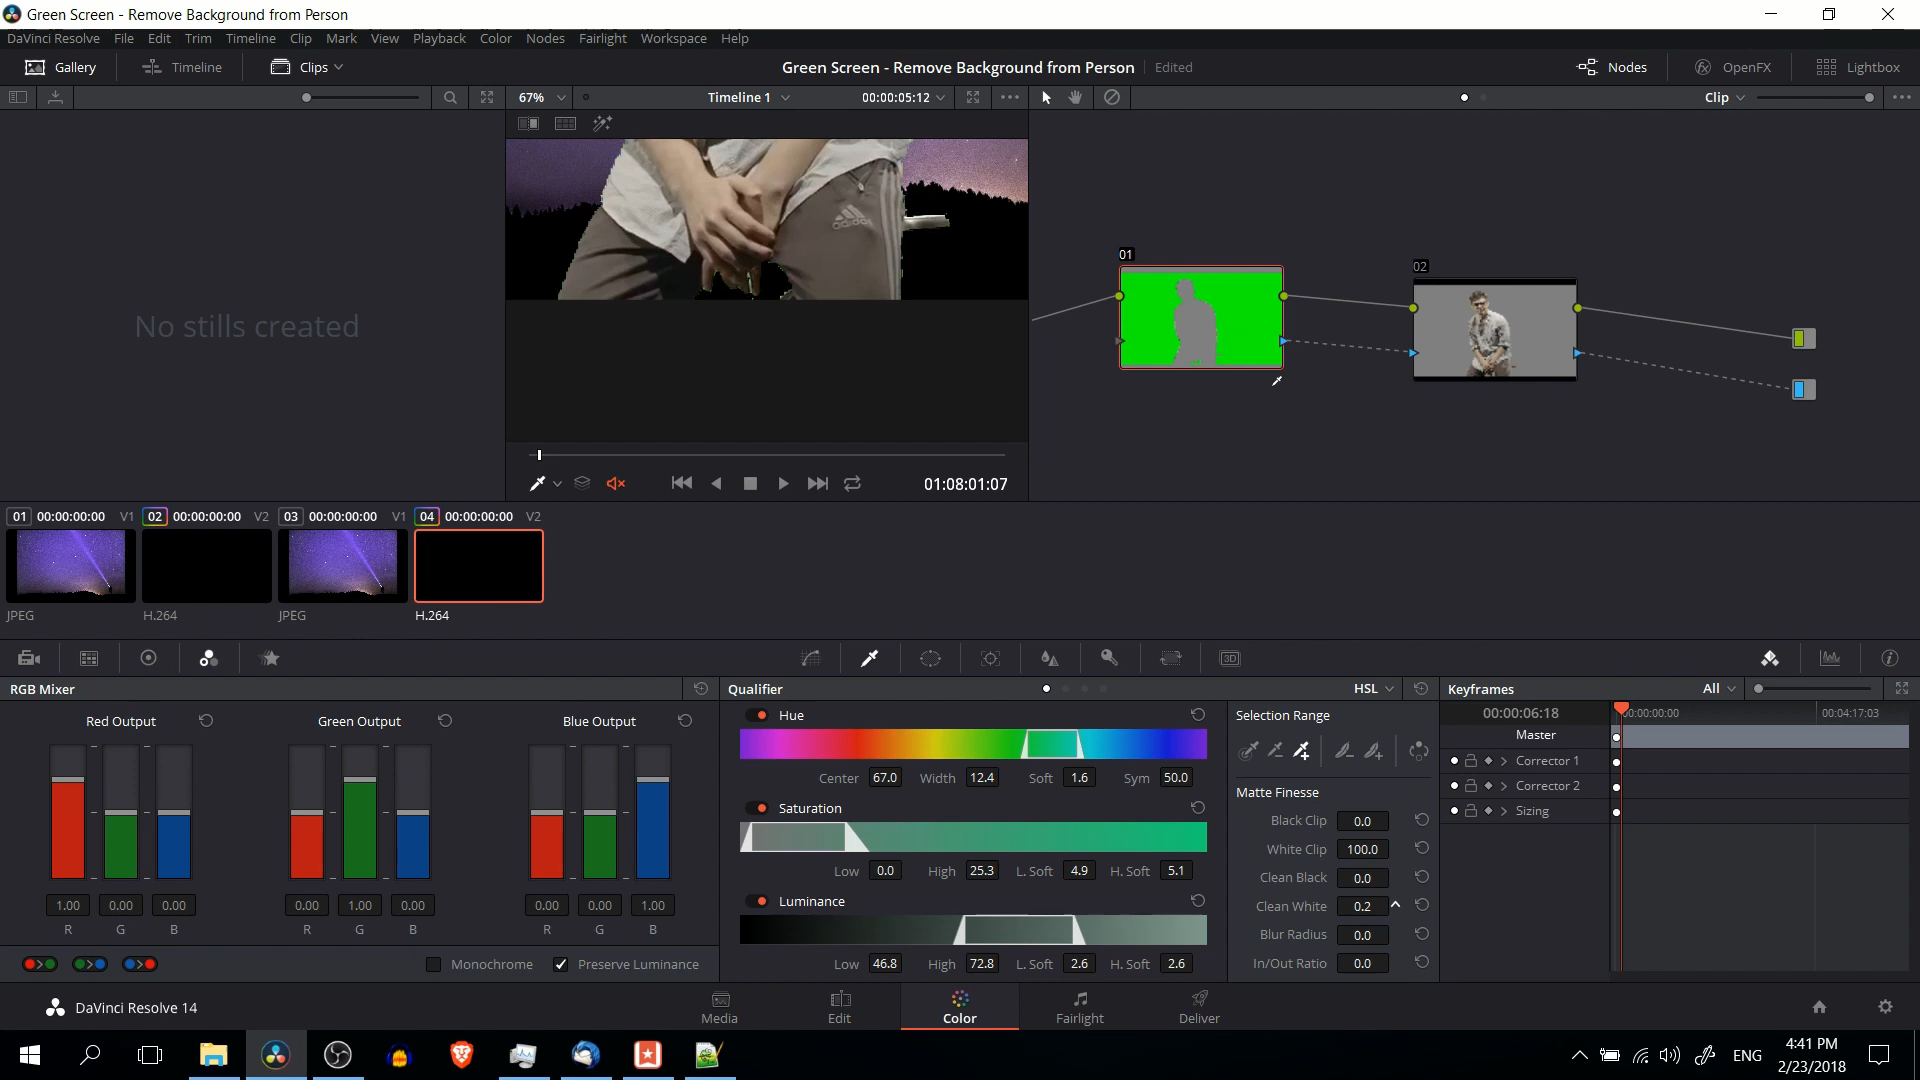 Green Screen - Remove Background from Person
DaVinci Resolve File Edit Trim Timeline Clip Mark View Playback Color Nodes Fairlight Workspace Help
Gallery Timeline Clips Green Screen - Remove Background from Person Edited Nodes OpenFX Lightbox
67% Timeline 1 00:00:05:12 Clip
adidas
No stills created
01
02
01:08:01:07
01 00:00:00:00 V1 02 00:00:00:00 V2 03 00:00:00:00 V1 04 00:00:00:00 V2
JPEG H.264 JPEG H.264
3D
RGB Mixer
Red Output Green Output Blue Output
1.00 0.00 0.00 0.00 1.00 0.00 0.00 0.00 1.00
R G B R G B R G B
Monochrome Preserve Luminance
Qualifier HSL
Hue
Center 67.0 Width 12.4 Soft 1.6 Sym 50.0
Saturation
Low 0.0 High 25.3 L. Soft 4.9 H. Soft 5.1
Luminance
Low 46.8 High 72.8 L. Soft 2.6 H. Soft 2.6
Selection Range
Matte Finesse
Black Clip 0.0
White Clip 100.0
Clean Black 0.0
Clean White 0.2
Blur Radius 0.0
In/Out Ratio 0.0
Keyframes All
00:00:06:18 00:00:00:00 00:04:17:03
Master
Corrector 1
Corrector 2
Sizing
DaVinci Resolve 14 Media Edit Color Fairlight Deliver
ENG 4:41 PM
2/23/2018